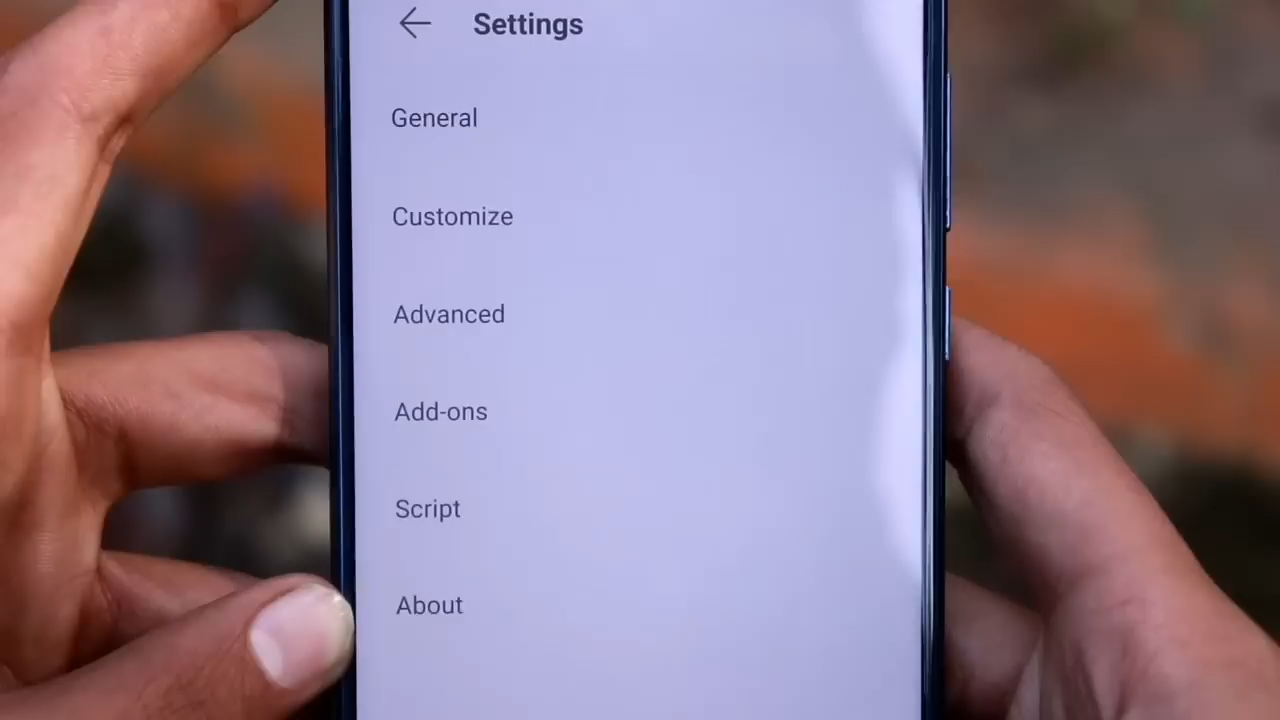 Settings
General
Customize
Advanced
Add-ons
Script
About